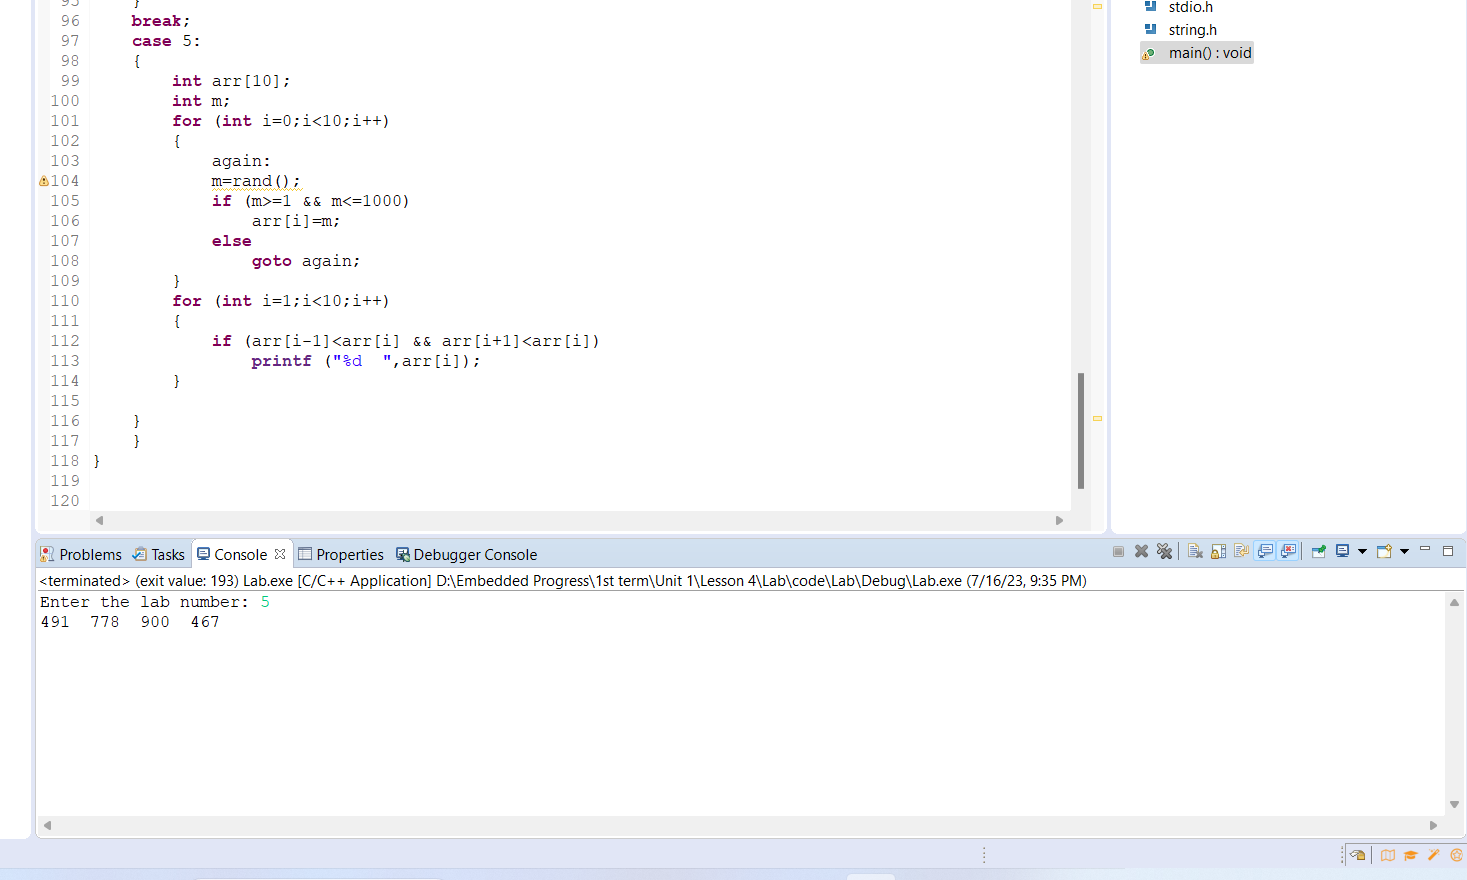 95 }
96 break;
97 case 5:
98 {
99 int arr[10];
100 int m;
101 for (int i=0;i<10;i++)
102 {
103 again:
104 m=rand();
105 if (m>=1 && m<=1000)
106 arr[i]=m;
107 else
108 goto again;
109 }
110 for (int i=1;i<10;i++)
111 {
112 if (arr[i-1]<arr[i] && arr[i+1]<arr[i])
113 printf ("%d  ",arr[i]);
114 }
115
116 }
117 }
118 }
119
120
stdio.h
string.h
main() : void
Problems Tasks Console Properties Debugger Console
<terminated> (exit value: 193) Lab.exe [C/C++ Application] D:\Embedded Progress\1st term\Unit 1\Lesson 4\Lab\code\Lab\Debug\Lab.exe (7/16/23, 9:35 PM)
Enter the lab number: 5
491  778  900  467